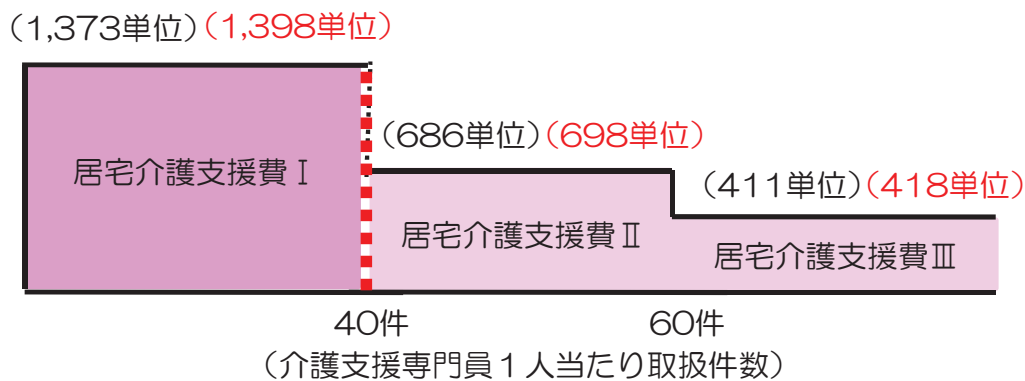 （1,373単位）（1,398単位）
（686単位）（698単位）
（411単位）（418単位）
居宅介護支援費Ⅰ
居宅介護支援費Ⅱ
居宅介護支援費Ⅲ
40件
60件
（介護支援専門員１人当たり取扱件数）